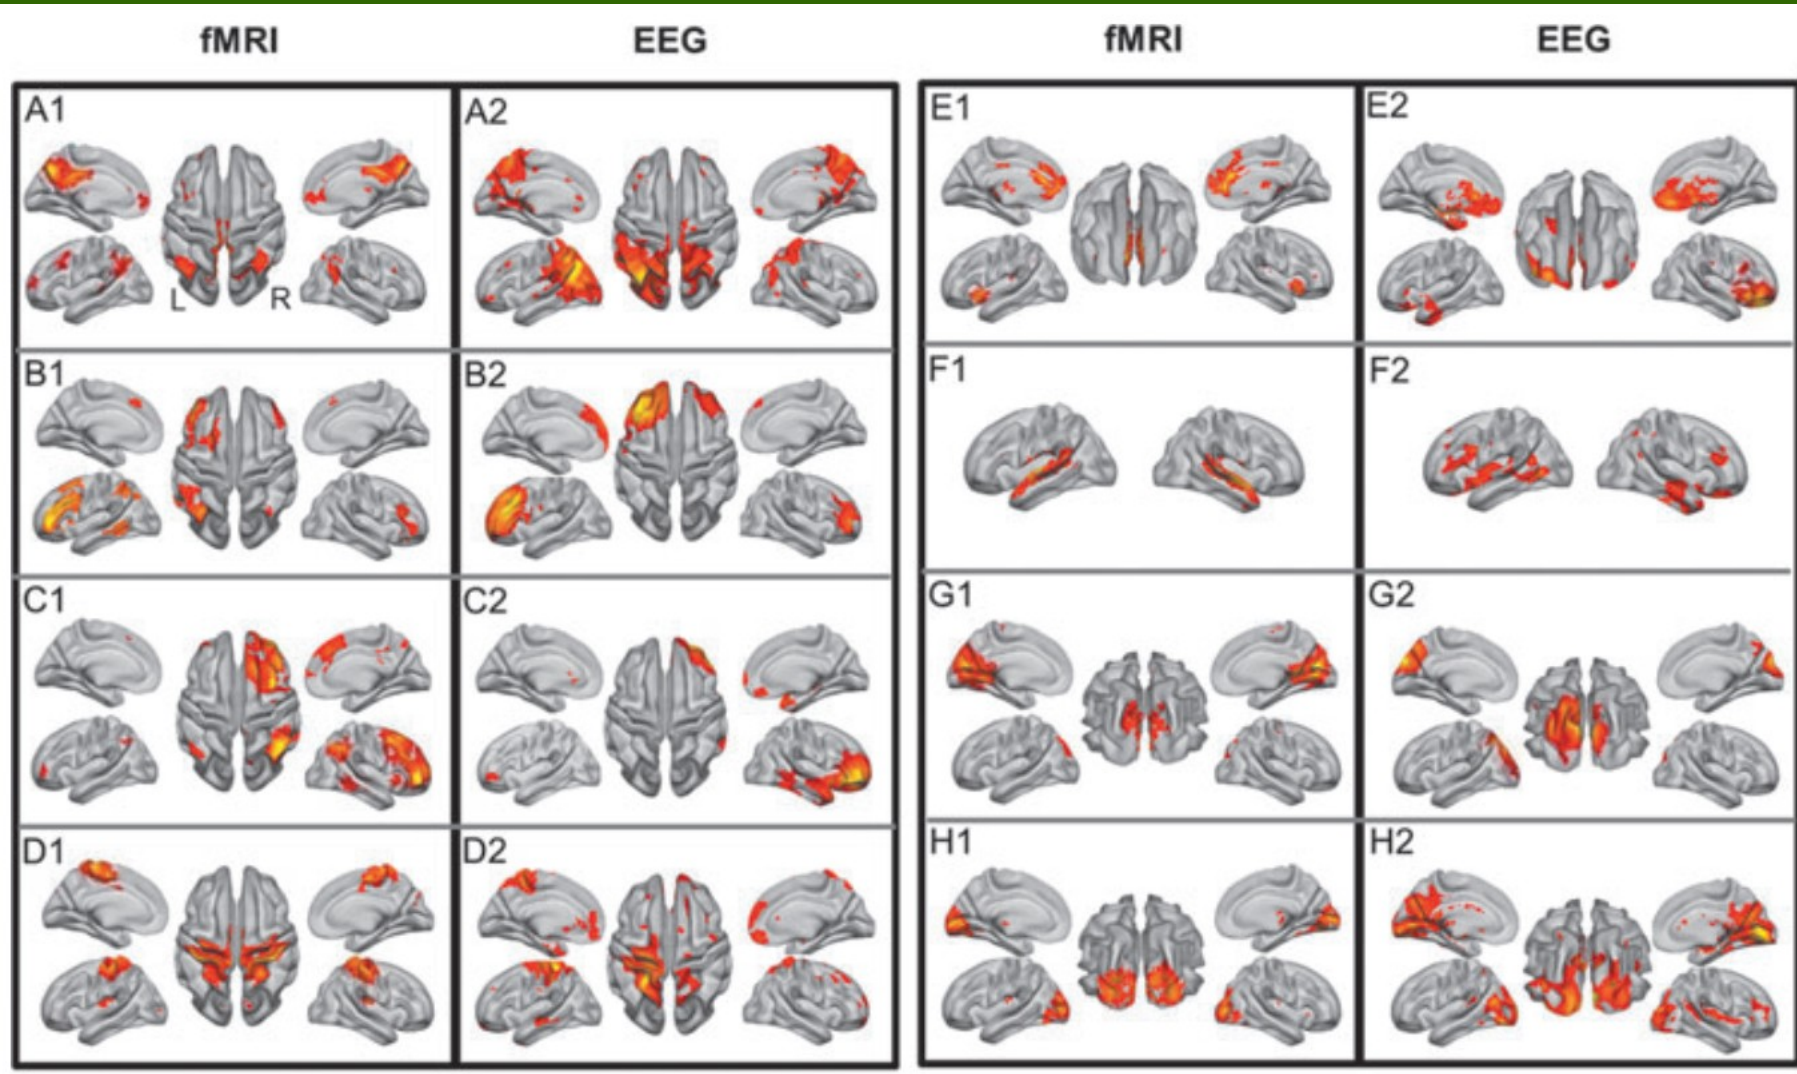 fMRI EEG fMRI EEG
A1 A2 E1 E2
L R
B1 B2 F1 F2
C1 C2 G1 G2
D1 D2 H1 H2